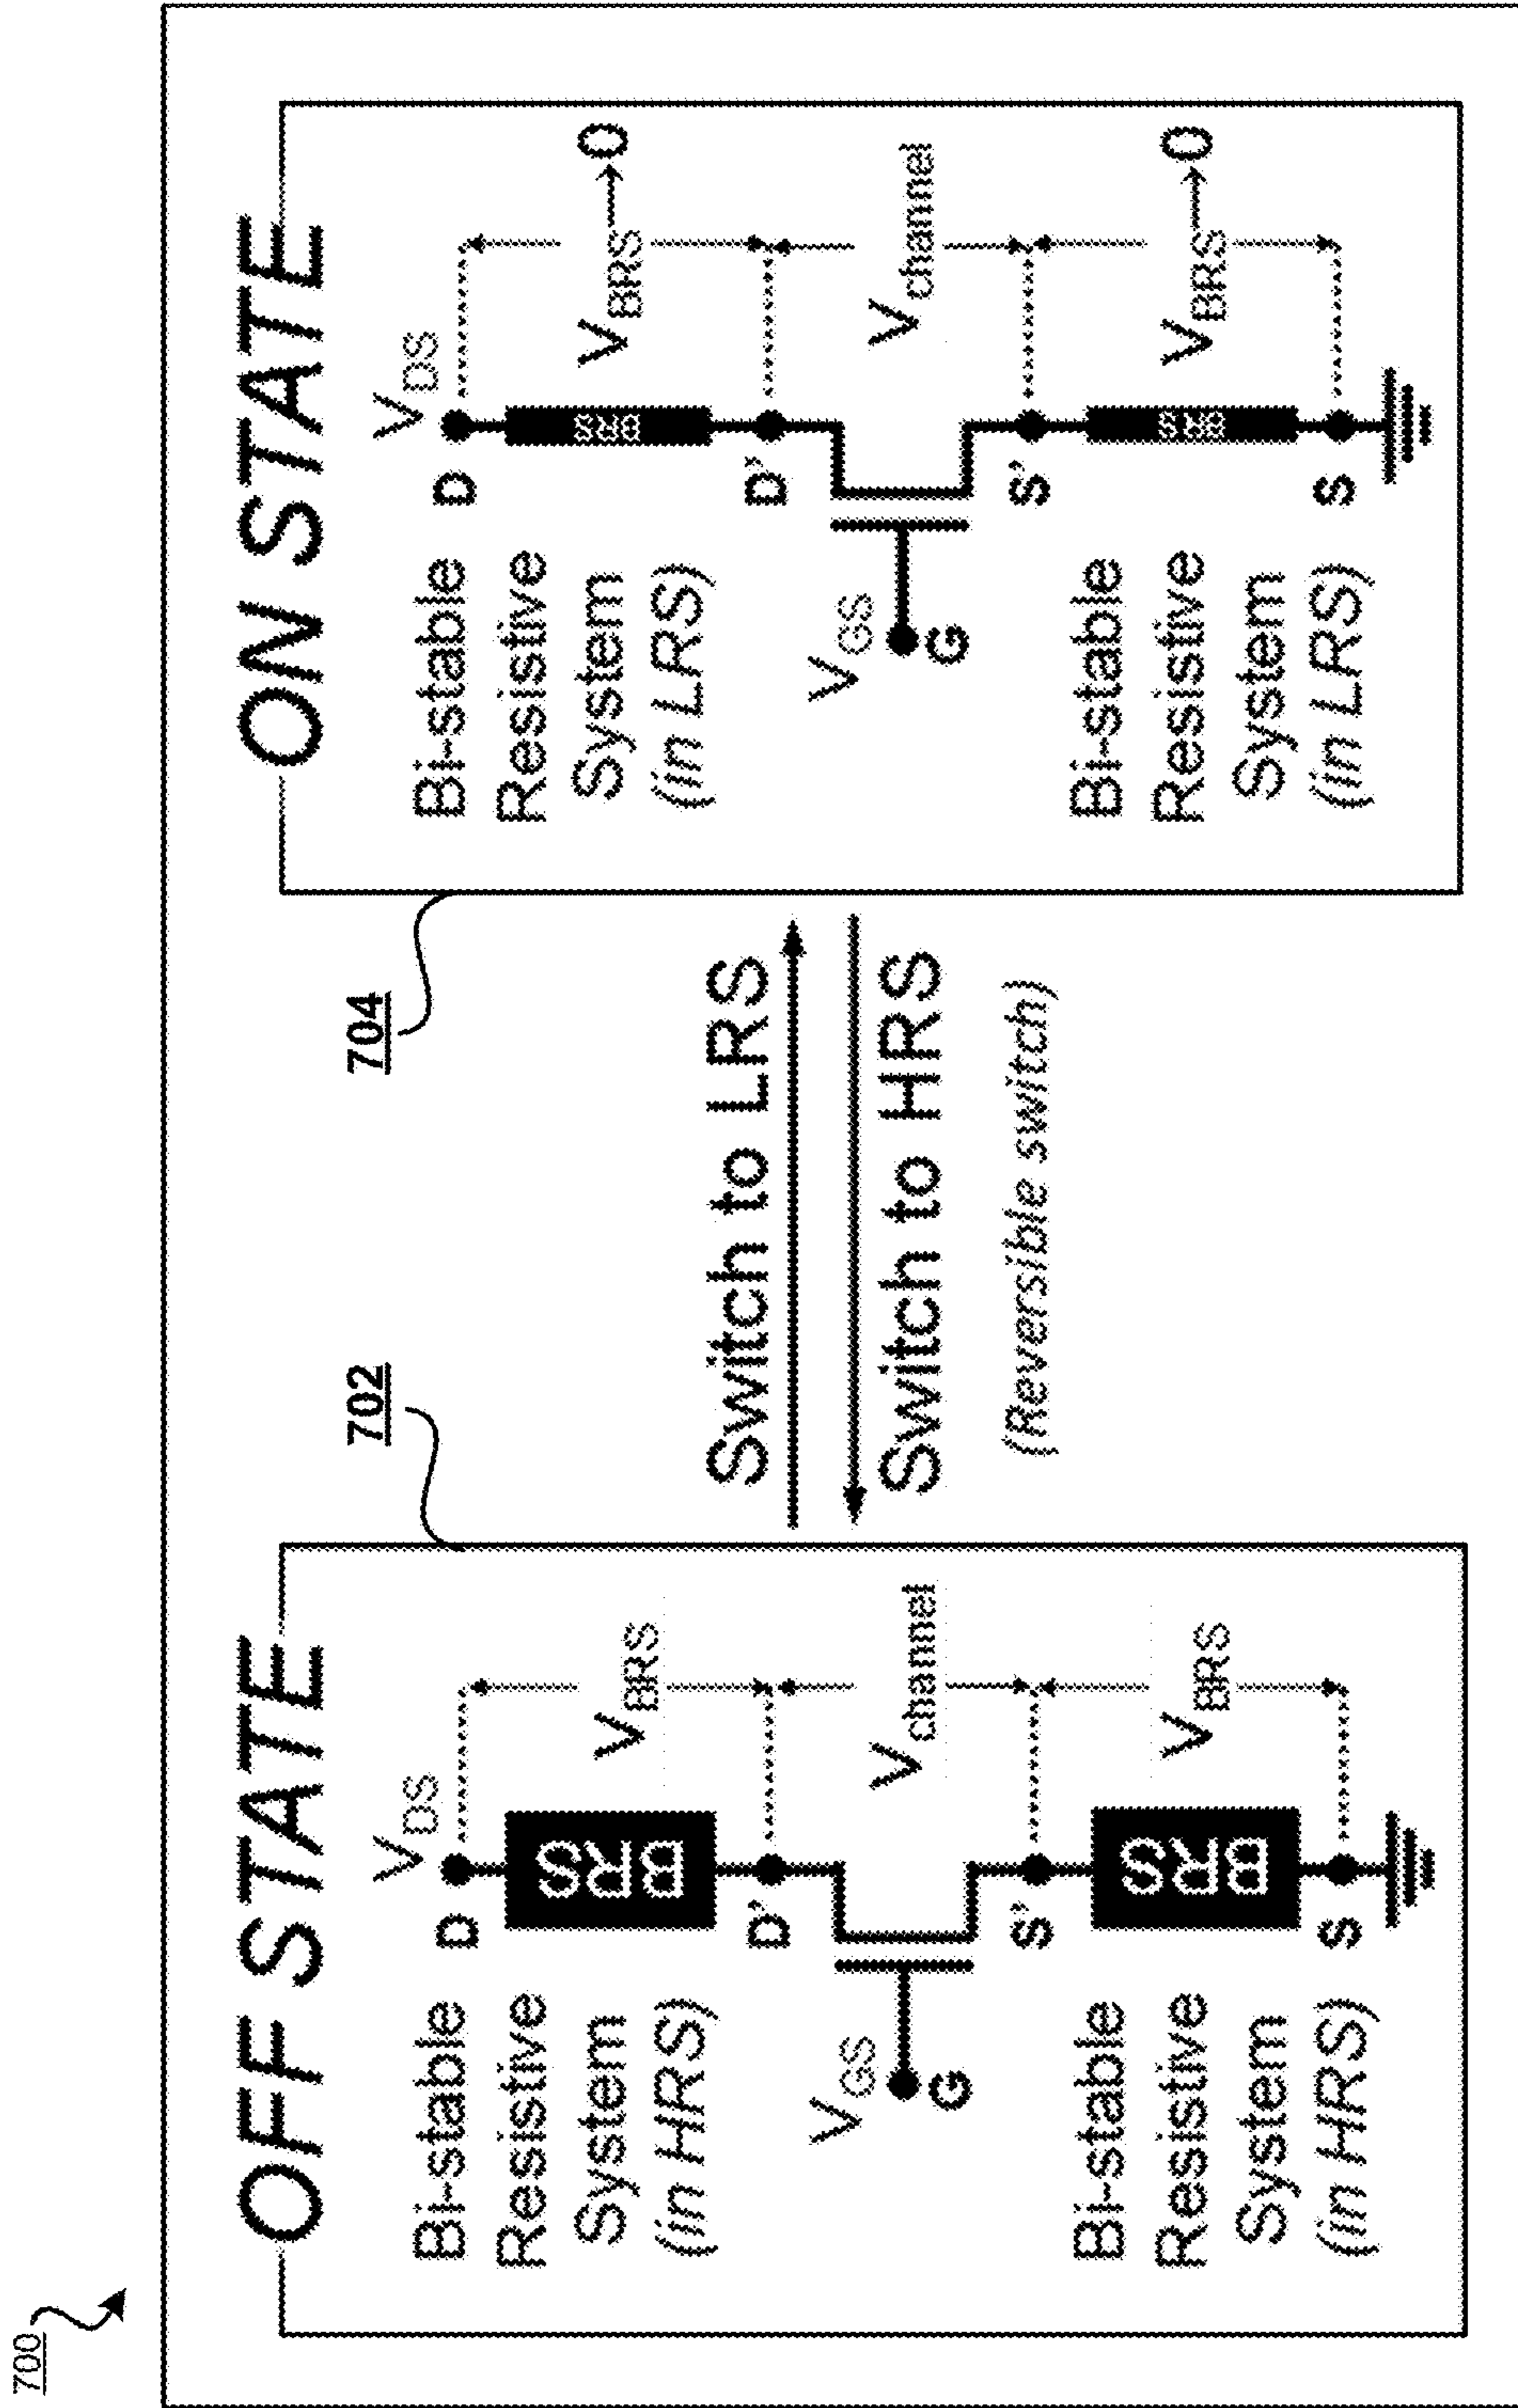 700
OFF STATE
702
V_DS
D
Bi-stable
Resistive
System
(in HRS)
BRS
V_BRS
D'
V_GS
G
V_channel
S'
Bi-stable
Resistive
System
(in HRS)
BRS
V_BRS
S
Switch to LRS
Switch to HRS
(Reversible switch)
ON STATE
704
V_DS
D
Bi-stable
Resistive
System
(in LRS)
BRS
V_BRS→0
D'
V_GS
G
V_channel
S'
Bi-stable
Resistive
System
(in LRS)
BRS
V_BRS→0
S